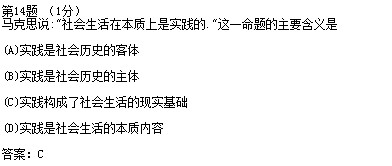 第14题 （1分）
马克思说:"社会生活在本质上是实践的."这一命题的主要含义是
(A)实践是社会历史的客体
(B)实践是社会历史的主体
(C)实践构成了社会生活的现实基础
(D)实践是社会生活的本质内容
答案：C